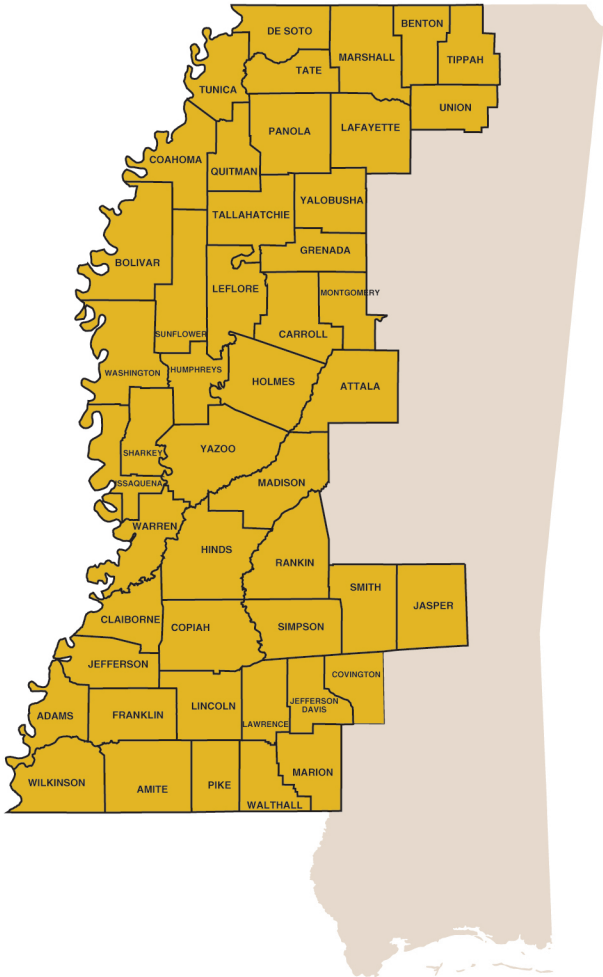 BENTON
DE SOTO
MARSHALL
TIPPAH
TATE
TUNICA
UNION
PANOLA
LAFAYETTE
COAHOMA
QUITMAN
YALOBUSHA
TALLAHATCHIE
GRENADA
BOLIVAR
LEFLORE
MONTGOMERY
SUNFLOWER
CARROLL
WASHINGTON
HUMPHREYS
HOLMES
ATTALA
YAZOO
SHARKEY
MADISON
ISSAQUENA
WARREN
HINDS
RANKIN
SMITH
JASPER
CLAIBORNE
COPIAH
SIMPSON
JEFFERSON
COVINGTON
LINCOLN
JEFFERSON
DAVIS
ADAMS
FRANKLIN
LAWRENCE
MARION
WILKINSON
AMITE
PIKE
WALTHALL